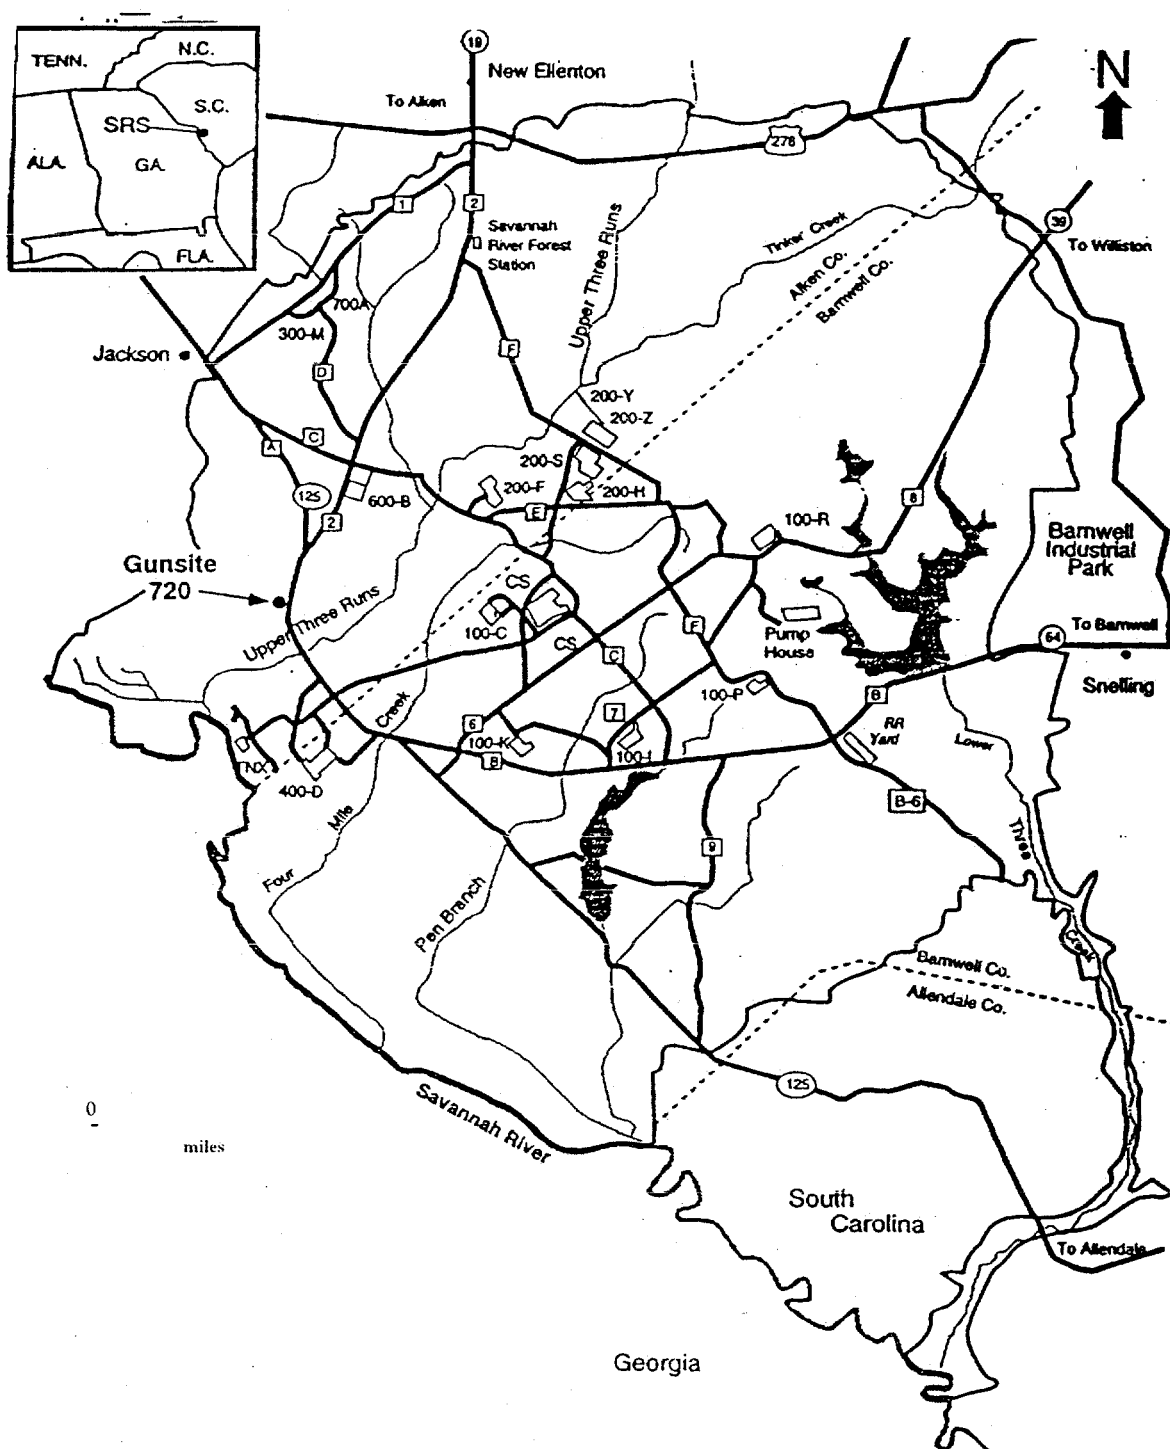 TENN.
N.C.
S.C.
SRS
ALA.
GA.
FLA.
19
New Ellenton
To Aiken
278
N
1
2
Savannah
River Forest
Station
Upper Three Runs
Tinker Creek
Aiken Co.
Barnwell Co.
39
To Williston
700A
300-M
Jackson
D
F
200-Y
200-Z
A
C
200-S
200-F
200-H
125
600-B
2
E
100-R
8
Barnwell
Industrial
Park
Gunsite
720
CS
Upper Three Runs
100-C
CS
C
F
Pump
House
To Barnwell
64
Snelling
100-P
B
RR
Yard
Lower
Creek
6
7
100-K
8
100-L
NX
400-D
B-6
Mile
Three
9
Four
Pen Branch
Creek
Barnwell Co.
Allendale Co.
125
0
miles
Savannah River
South
Carolina
To Allendale
Georgia